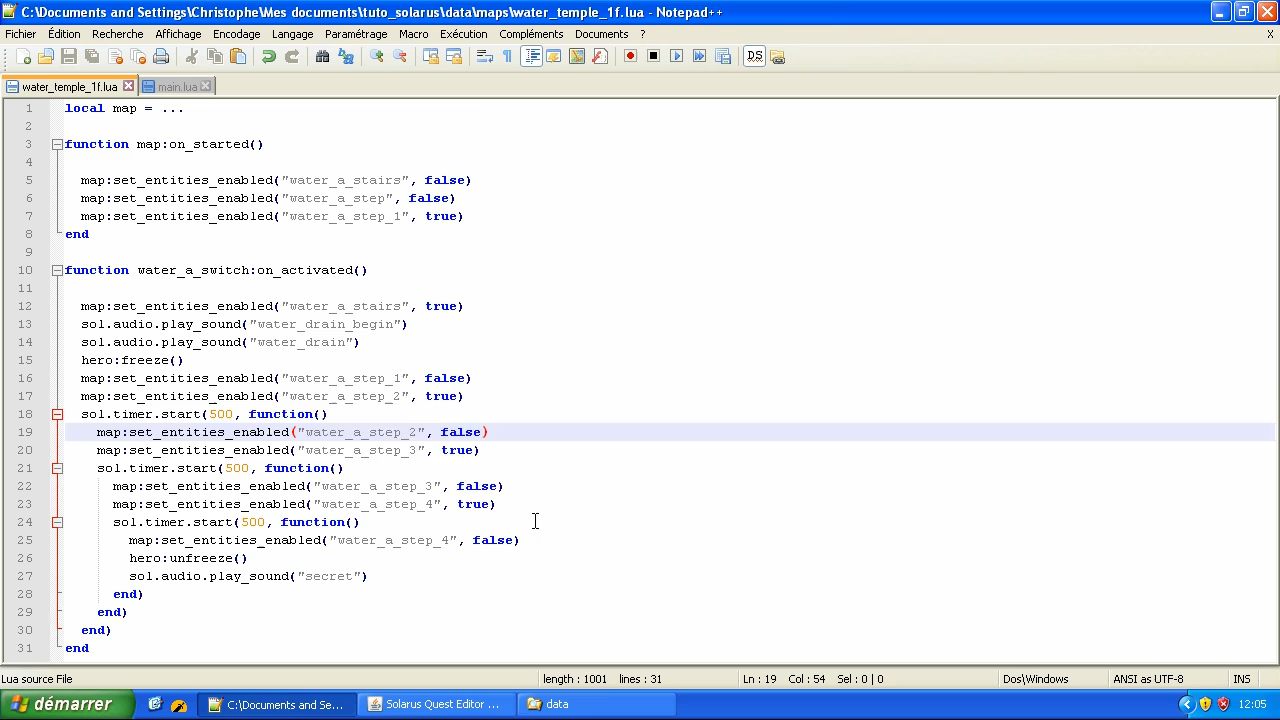 C:\Documents and Settings\Christophe\Mes documents\tuto_solarus\data\maps\water_temple_1f.lua - Notepad++
Fichier Édition Recherche Affichage Encodage Langage Paramétrage Macro Exécution Compléments Documents ? X
water_temple_1f.lua main.lua
1 local map = ...
2
3 function map:on_started()
4
5 map:set_entities_enabled("water_a_stairs", false)
6 map:set_entities_enabled("water_a_step", false)
7 map:set_entities_enabled("water_a_step_1", true)
8 end
9
10 function water_a_switch:on_activated()
11
12 map:set_entities_enabled("water_a_stairs", true)
13 sol.audio.play_sound("water_drain_begin")
14 sol.audio.play_sound("water_drain")
15 hero:freeze()
16 map:set_entities_enabled("water_a_step_1", false)
17 map:set_entities_enabled("water_a_step_2", true)
18 sol.timer.start(500, function()
19 map:set_entities_enabled("water_a_step_2", false)
20 map:set_entities_enabled("water_a_step_3", true)
21 sol.timer.start(500, function()
22 map:set_entities_enabled("water_a_step_3", false)
23 map:set_entities_enabled("water_a_step_4", true)
24 sol.timer.start(500, function()
25 map:set_entities_enabled("water_a_step_4", false)
26 hero:unfreeze()
27 sol.audio.play_sound("secret")
28 end)
29 end)
30 end)
31 end
Lua source File length : 1001 lines : 31 Ln : 19 Col : 54 Sel : 0 | 0 Dos\Windows ANSI as UTF-8 INS
démarrer C:\Documents and Se... Solarus Quest Editor ... data 12:05